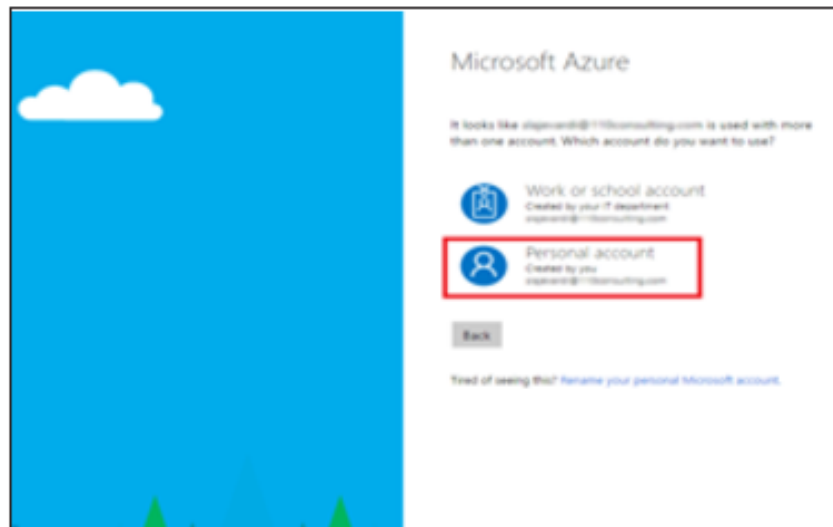 Microsoft Azure
It looks like is used with more
than one account. Which account do you want to use?
Work or school account
Created by your IT department
Personal account
Created by you
Back
Tired of seeing this? Rename your personal Microsoft account.